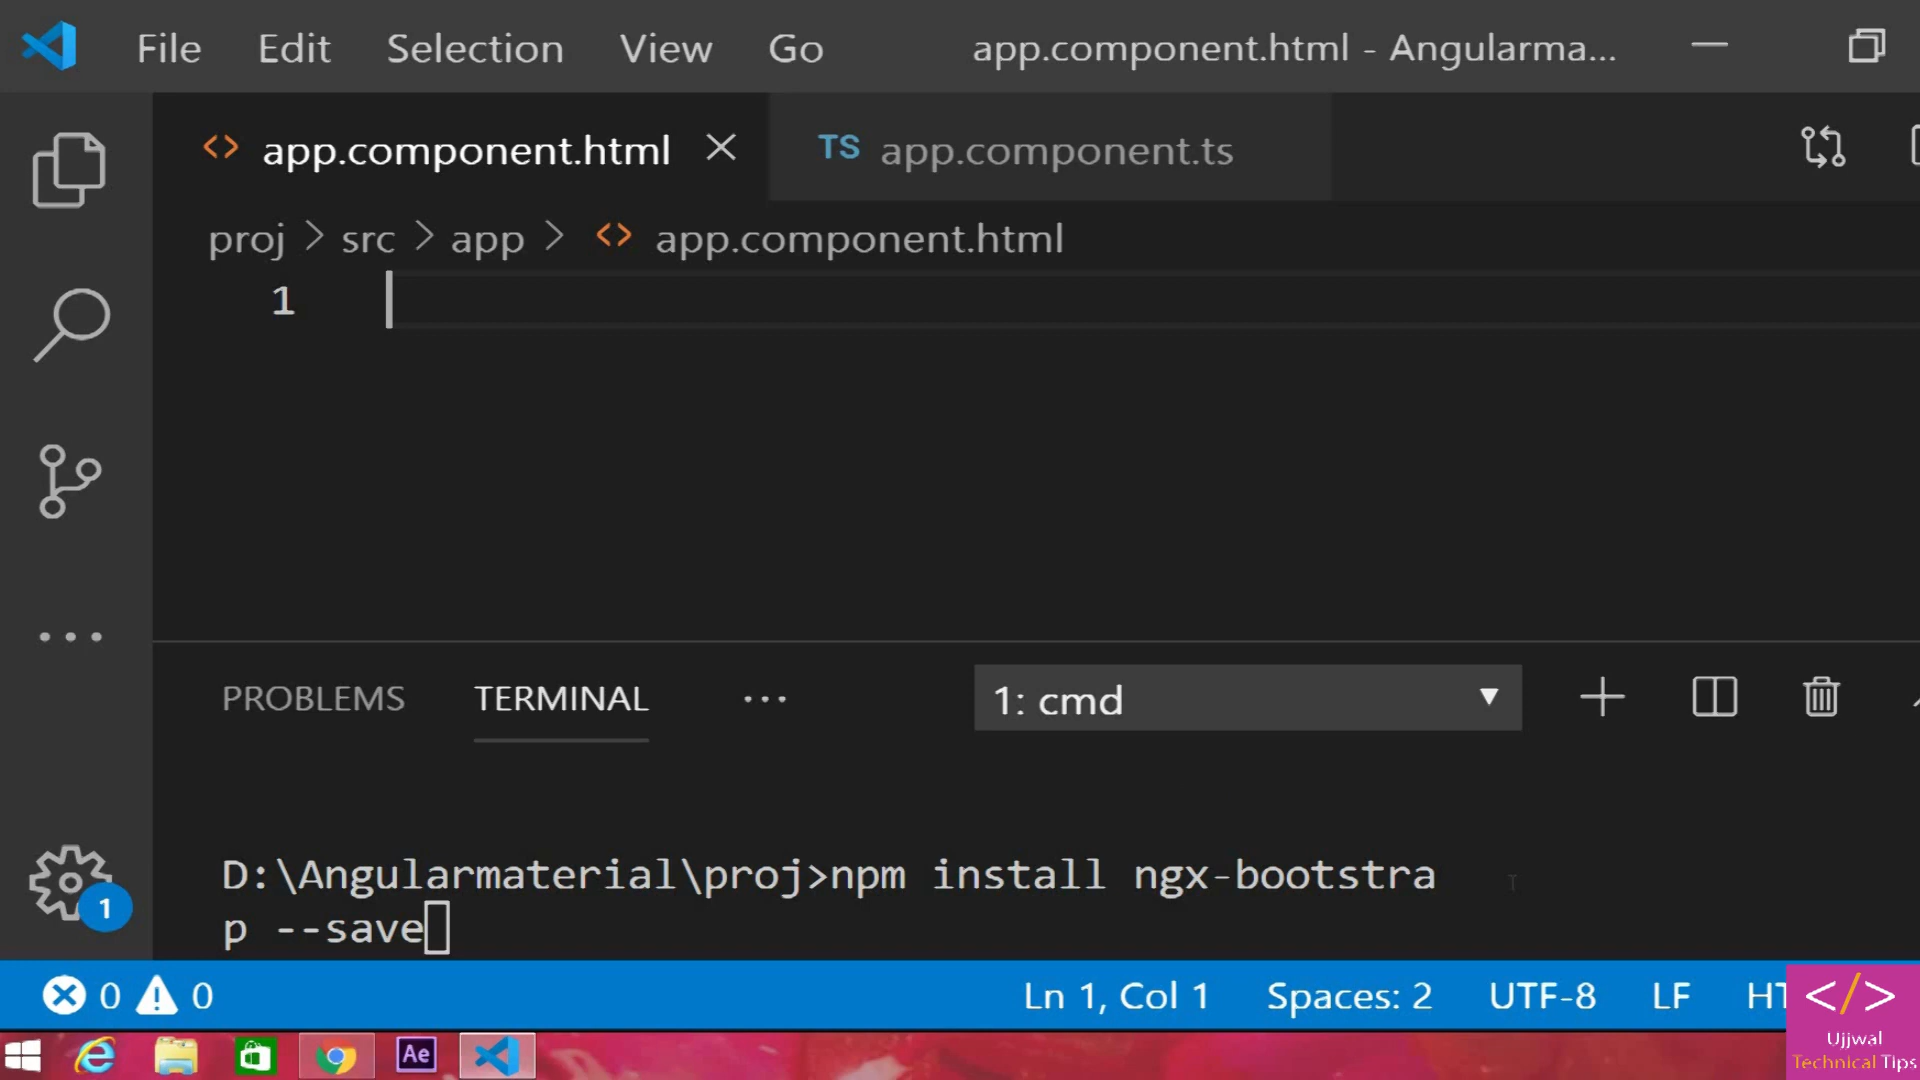 File Edit Selection View Go app.component.html - Angularma...
<> app.component.html TS app.component.ts
proj > src > app > <> app.component.html
1
PROBLEMS TERMINAL ... 1: cmd
D:\Angularmaterial\proj>npm install ngx-bootstra
p --save
1
0 0 Ln 1, Col 1 Spaces: 2 UTF-8 LF HT
</>
Ae
Ujjwal
Technical Tips